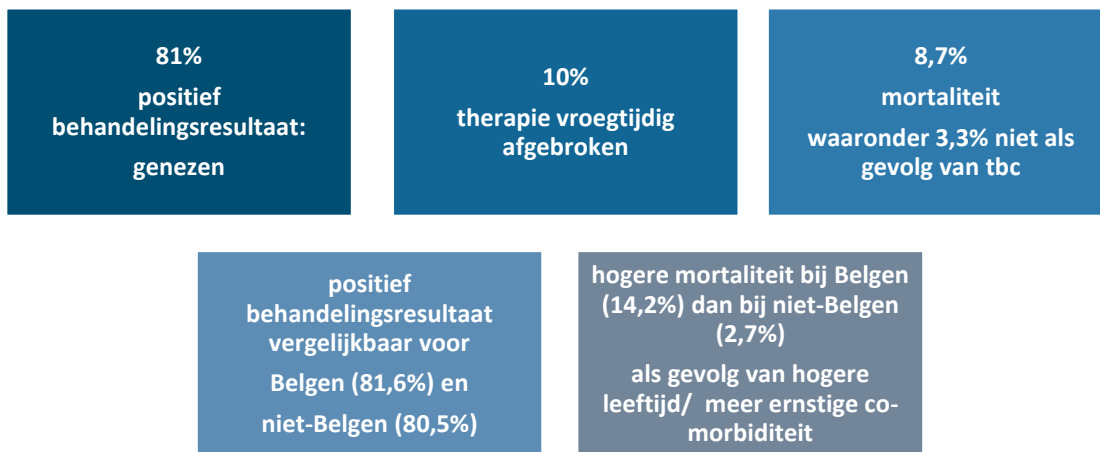 81%
positief
behandelingsresultaat:
genezen
10%
therapie vroegtijdig
afgebroken
8,7%
mortaliteit
waaronder 3,3% niet als
gevolg van tbc
positief
behandelingsresultaat
vergelijkbaar voor
Belgen (81,6%) en
niet-Belgen (80,5%)
hogere mortaliteit bij Belgen
(14,2%) dan bij niet-Belgen
(2,7%)
als gevolg van hogere
leeftijd/ meer ernstige co-
morbiditeit